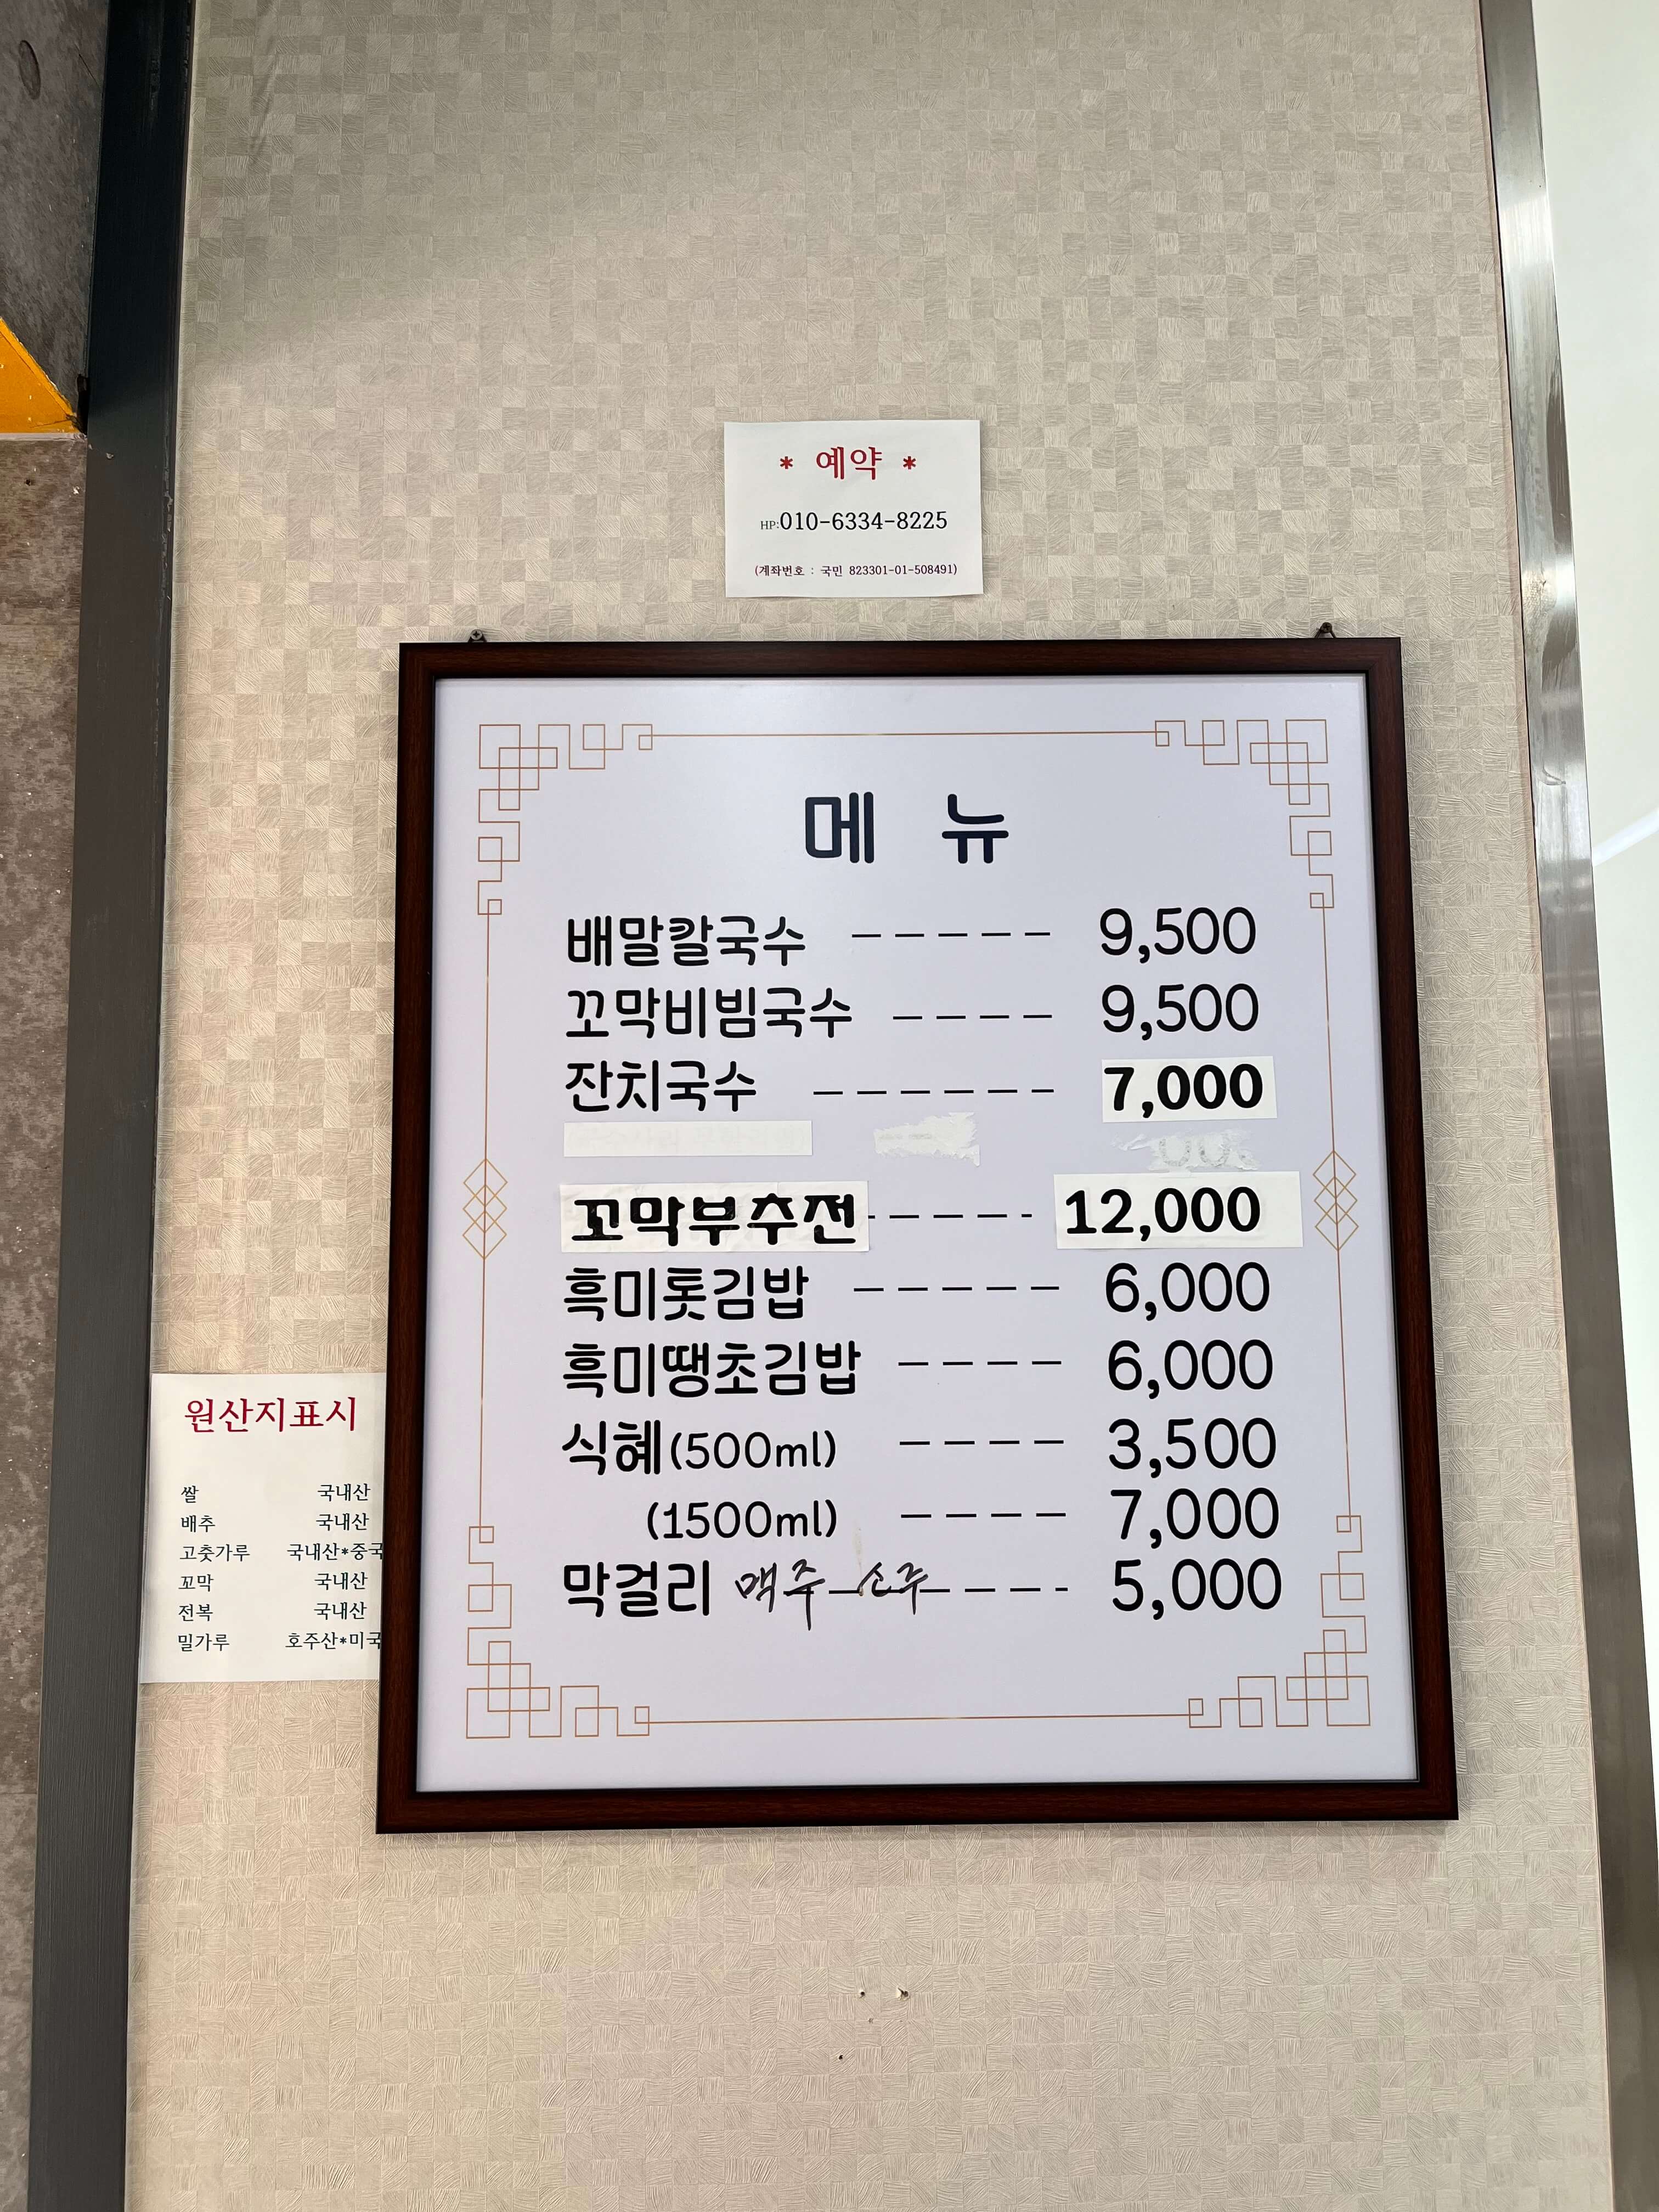 * 예약 *
HP:010-6334-8225
(계좌번호 : 국민 823301-01-508491)
메 뉴
배말칼국수 ----- 9,500
꼬막비빔국수 ---- 9,500
잔치국수 ------ 7,000
꼬막부추전 ----- 12,000
흑미톳김밥 ----- 6,000
흑미땡초김밥 ---- 6,000
식혜(500ml) ---- 3,500
(1500ml) ---- 7,000
막걸리 맥주 소주 ---- 5,000
원산지표시
쌀 국내산
배추 국내산
고춧가루 국내산*중국
꼬막 국내산
전복 국내산
밀가루 호주산*미국